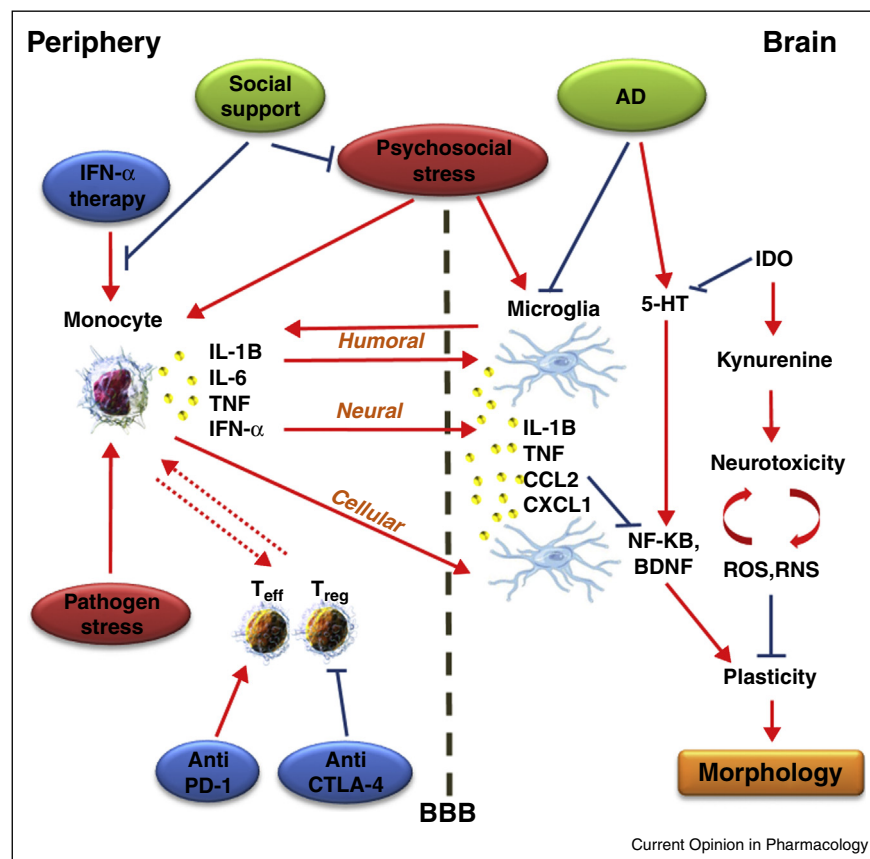 Periphery
Brain
Social
support
AD
Psychosocial
stress
IFN-α
therapy
IDO
Monocyte
Microglia
5-HT
Humoral
IL-1B
IL-6
TNF
IFN-α
Kynurenine
Neural
IL-1B
TNF
CCL2
CXCL1
Neurotoxicity
Cellular
NF-KB,
BDNF
ROS,RNS
Pathogen
stress
Teff
Treg
Plasticity
Anti
PD-1
Anti
CTLA-4
Morphology
BBB
Current Opinion in Pharmacology